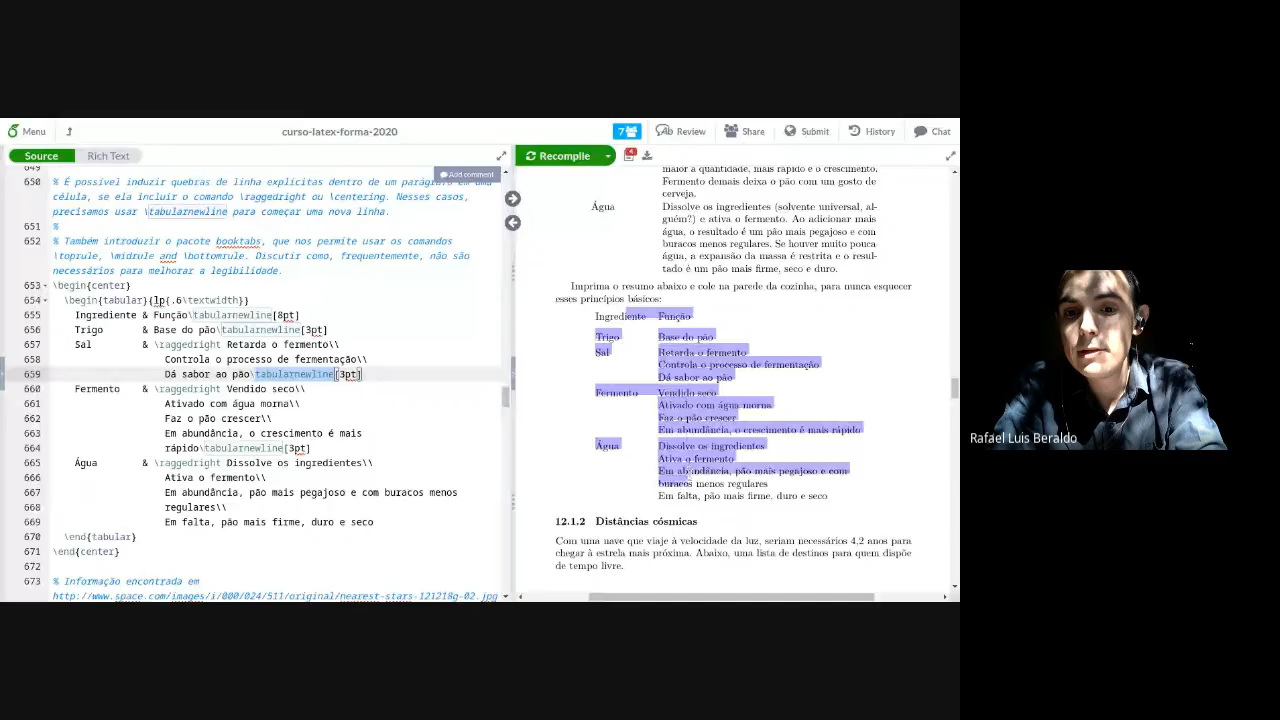 Menu
curso-latex-forma-2020
7
Review
Share
Submit
History
Chat
Source
Rich Text
Recompile
4
649
Add comment
650 % É possível induzir quebras de linha explícitas dentro de um parágrafo em uma
célula, se ela incluir o comando \raggedright ou \centering. Nesses casos,
precisamos usar \tabularnewline para começar uma nova linha.
651 %
652 % Também introduzir o pacote booktabs, que nos permite usar os comandos
\toprule, \midrule and \bottomrule. Discutir como, frequentemente, não são
necessários para melhorar a legibilidade.
653 \begin{center}
654 \begin{tabular}{lp{.6\textwidth}}
655 Ingrediente & Função\tabularnewline[8pt]
656 Trigo & Base do pão\tabularnewline[3pt]
657 Sal & \raggedright Retarda o fermento\\
658 Controla o processo de fermentação\\
659 Dá sabor ao pão\tabularnewline[3pt]
660 Fermento & \raggedright Vendido seco\\
661 Ativado com água morna\\
662 Faz o pão crescer\\
663 Em abundância, o crescimento é mais
664 rápido\tabularnewline[3pt]
665 Água & \raggedright Dissolve os ingredientes\\
666 Ativa o fermento\\
667 Em abundância, pão mais pegajoso e com buracos menos
668 regulares\\
669 Em falta, pão mais firme, duro e seco
670 \end{tabular}
671 \end{center}
672
673 % Informação encontrada em
http://www.space.com/images/i/000/024/511/original/nearest-stars-121218g-02.jpg
maior a quantidade, mais rápido e o crescimento.
Fermento demais deixa o pão com um gosto de
cerveja.
Água Dissolve os ingredientes (solvente universal, al-
guém?) e ativa o fermento. Ao adicionar mais
água, o resultado é um pão mais pegajoso e com
buracos menos regulares. Se houver muito pouca
água, a expansão da massa é restrita e o resul-
tado é um pão mais firme, seco e duro.
Imprima o resumo abaixo e cole na parede da cozinha, para nunca esquecer
esses princípios básicos:
Ingrediente Função
Trigo Base do pão
Sal Retarda o fermento
Controla o processo de fermentação
Dá sabor ao pão
Fermento Vendido seco
Ativado com água morna
Faz o pão crescer
Em abundância, o crescimento é mais rápido
Água Dissolve os ingredientes
Ativa o fermento
Em abundância, pão mais pegajoso e com
buracos menos regulares
Em falta, pão mais firme, duro e seco
12.1.2 Distâncias cósmicas
Com uma nave que viaje à velocidade da luz, seriam necessários 4,2 anos para
chegar à estrela mais próxima. Abaixo, uma lista de destinos para quem dispõe
de tempo livre.
Rafael Luis Beraldo